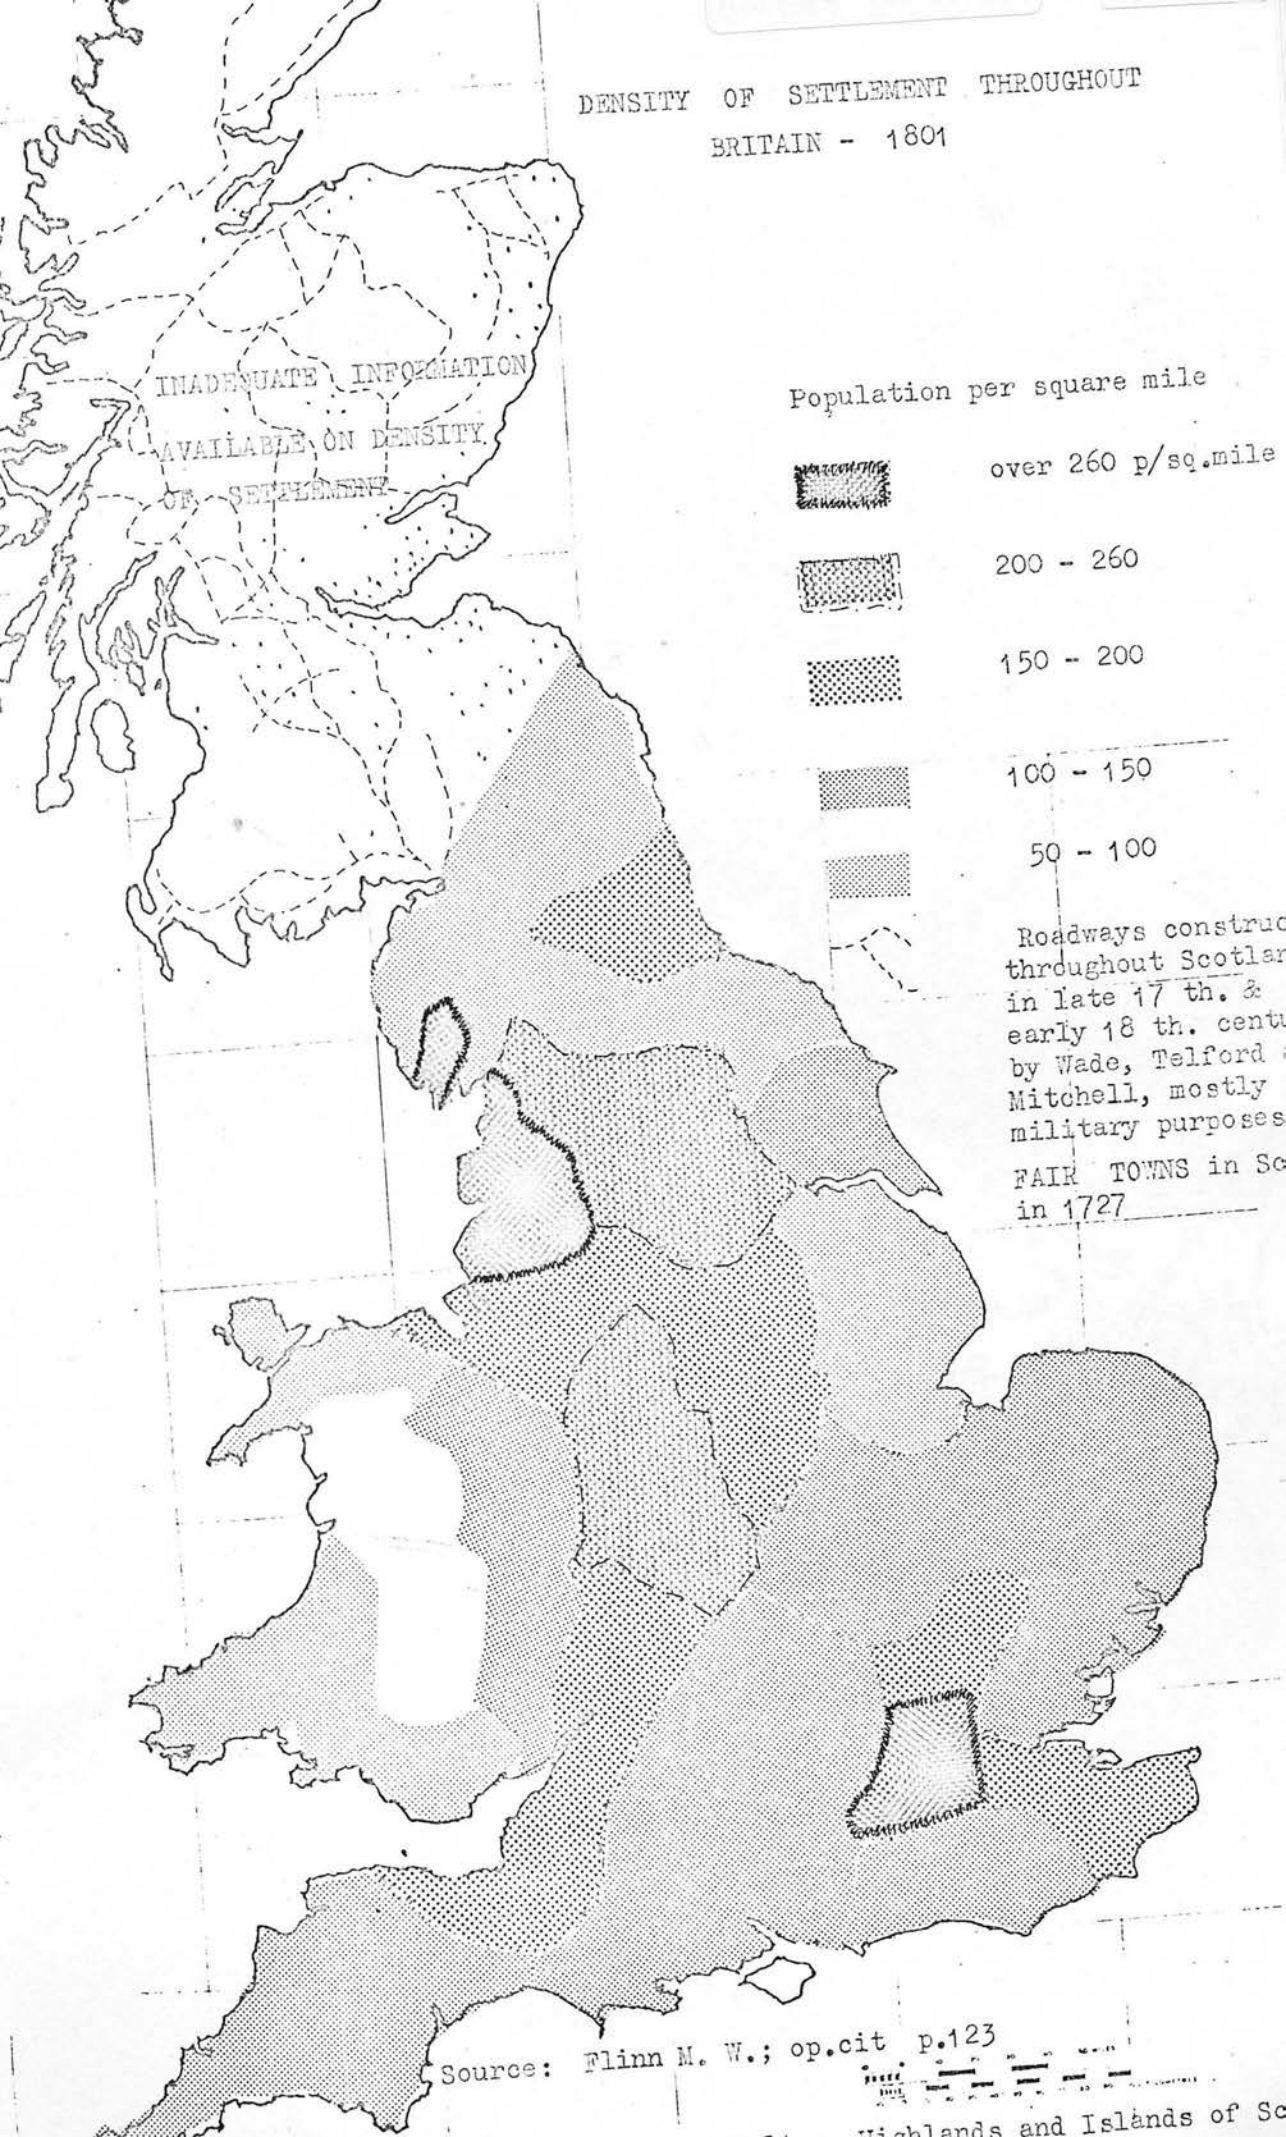 DENSITY OF SETTLEMENT THROUGHOUT
BRITAIN - 1801
INADEQUATE INFORMATION
AVAILABLE ON DENSITY
OF SETTLEMENT
Population per square mile
over 260 p/sq.mile
200 - 260
150 - 200
100 - 150
50 - 100
Roadways construc
throughout Scotlan
in late 17 th. &
early 18 th. centu
by Wade, Telford
Mitchell, mostly
military purposes
FAIR TOWNS in Sc
in 1727
Source: Flinn M. W.; op.cit p.123
Highlands and Islands of Sc